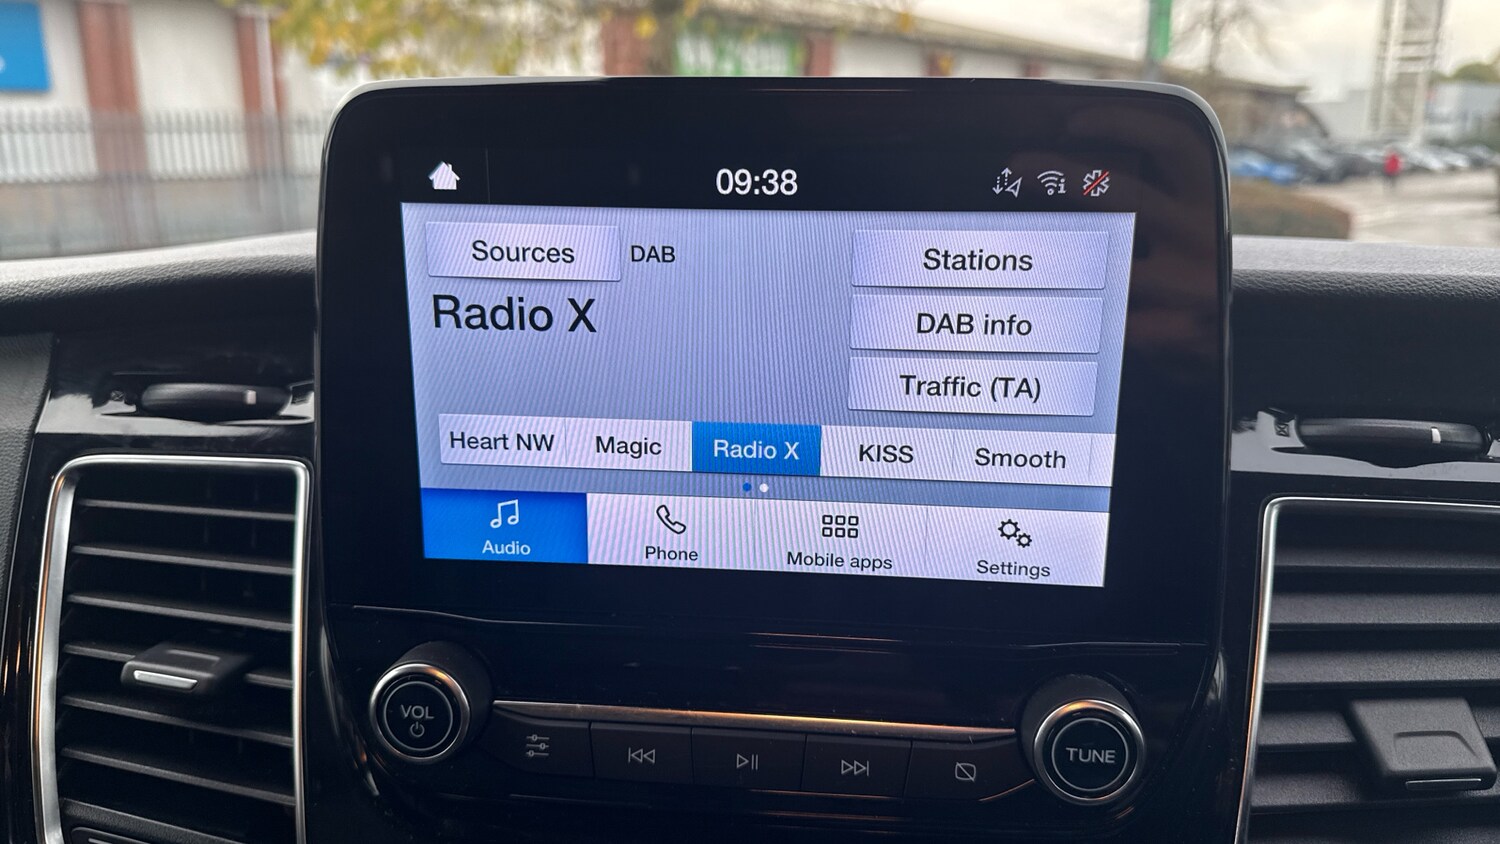 09:38
Sources
DAB
Stations
Radio X
DAB info
Traffic (TA)
Heart NW
Magic
Radio X
KISS
Smooth
Audio
Phone
Mobile apps
Settings
VOL
TUNE